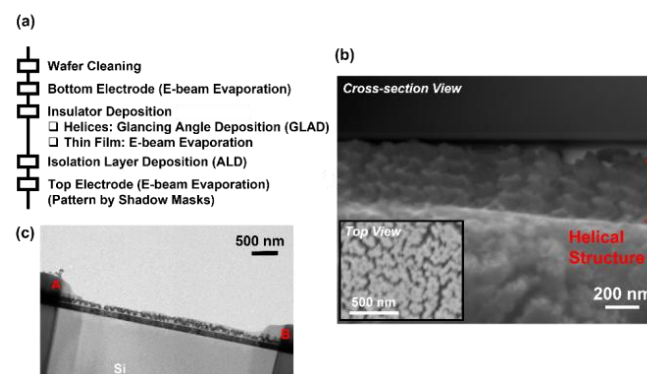 (a)
Wafer Cleaning
Bottom Electrode (E-beam Evaporation)
Insulator Deposition
❑ Helices: Glancing Angle Deposition (GLAD)
❑ Thin Film: E-beam Evaporation
Isolation Layer Deposition (ALD)
Top Electrode (E-beam Evaporation)
(Pattern by Shadow Masks)
(b)
Cross-section View
Top View
500 nm
Helical
Structure
200 nm
(c)
500 nm
A
B
Si